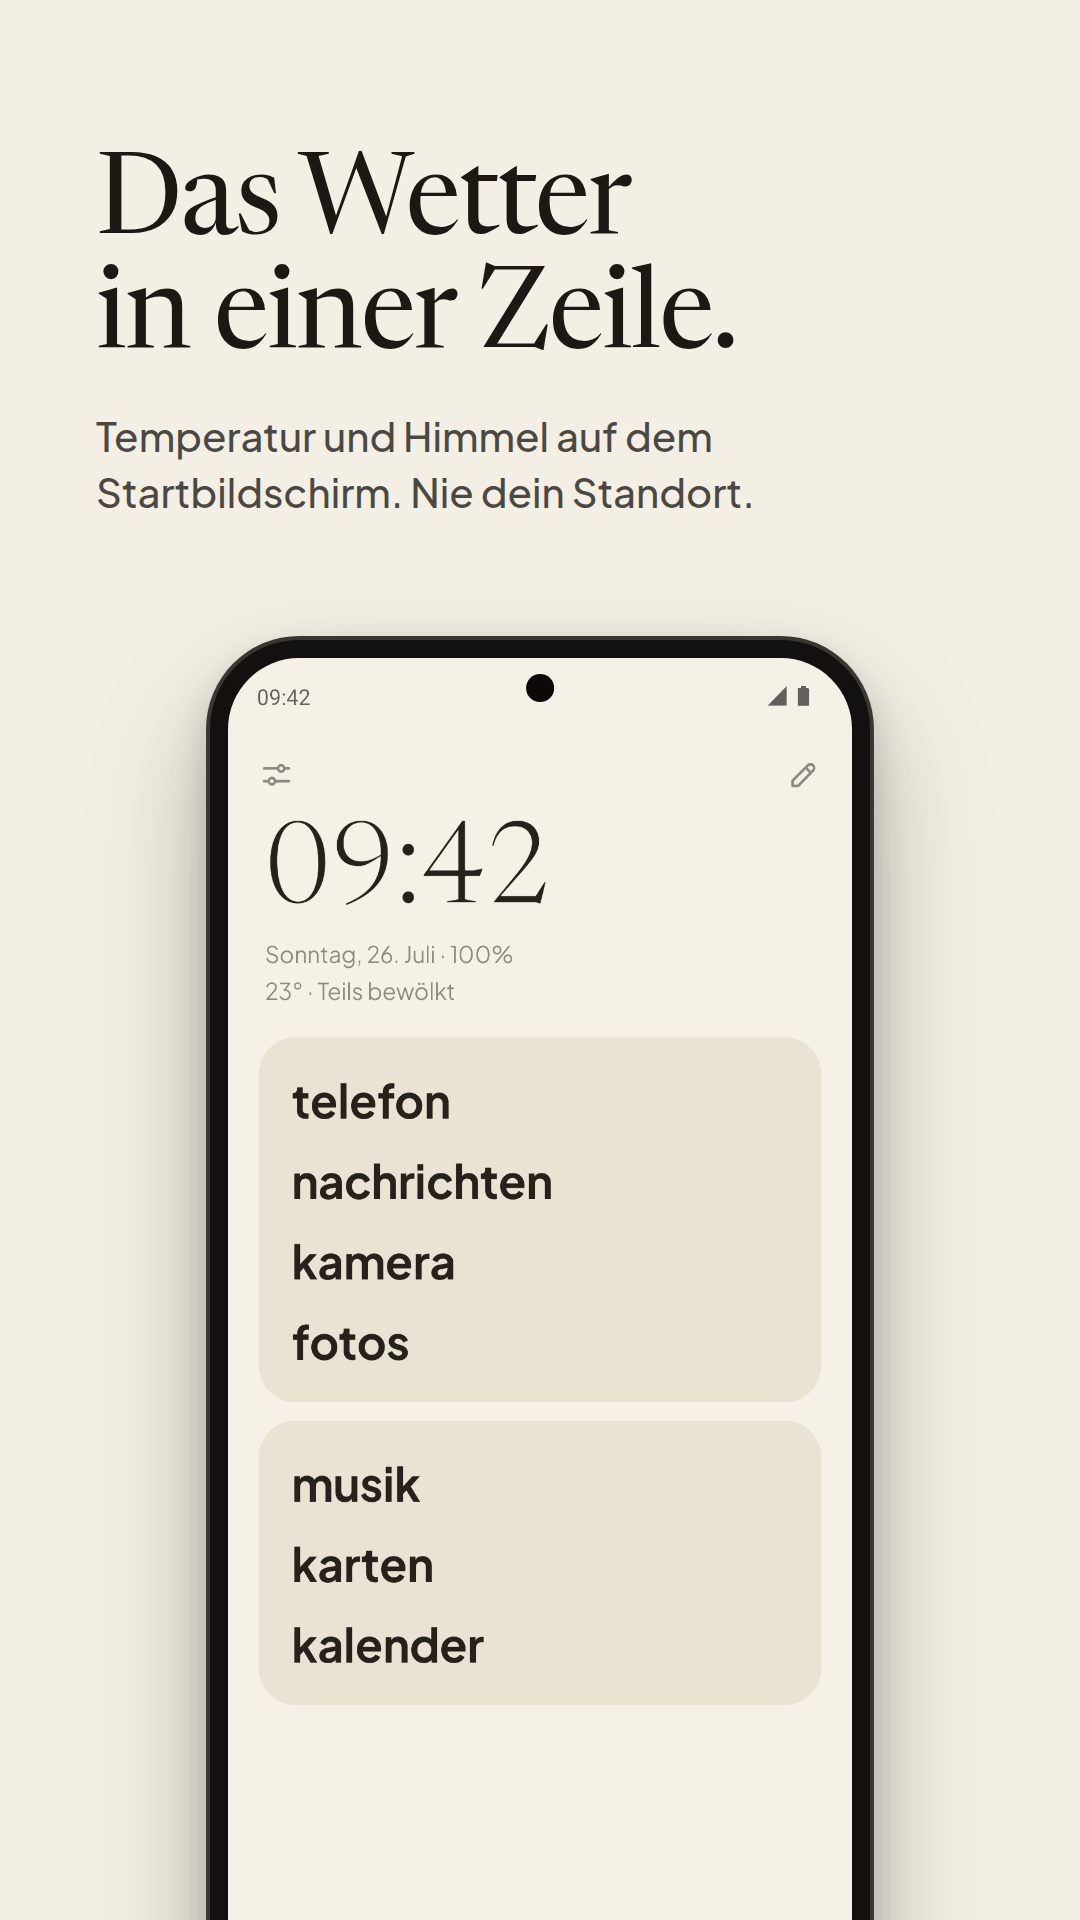 Das Wetter
in einer Zeile.
Temperatur und Himmel auf dem
Startbildschirm. Nie dein Standort.
09:42
09:42
Sonntag, 26. Juli · 100%
23° · Teils bewölkt
telefon
nachrichten
kamera
fotos
musik
karten
kalender